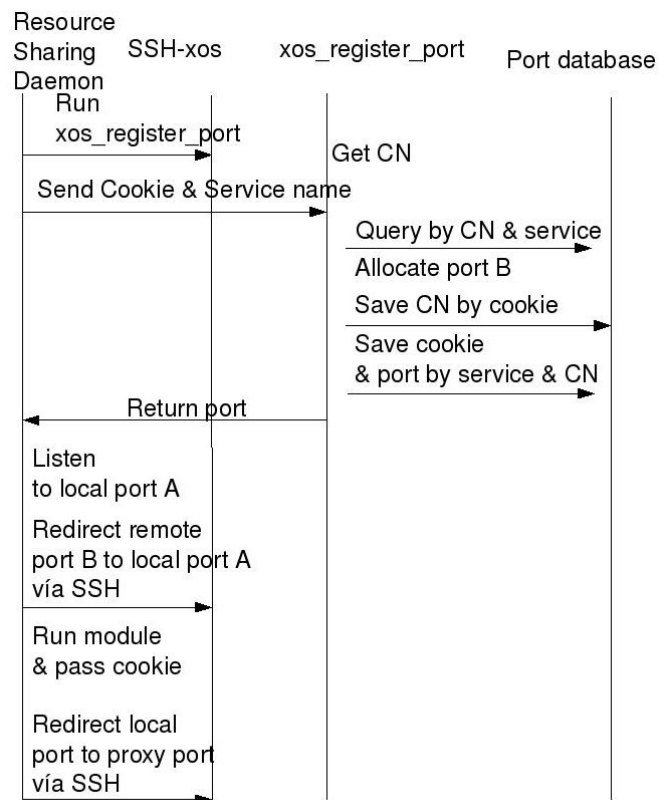 Resource
Sharing
Daemon
SSH-xos
xos_register_port
Port database
Run
xos_register_port
Get CN
Send Cookie & Service name
Query by CN & service
Allocate port B
Save CN by cookie
Save cookie
& port by service & CN
Return port
Listen
to local port A
Redirect remote
port B to local port A
vía SSH
Run module
& pass cookie
Redirect local
port to proxy port
vía SSH